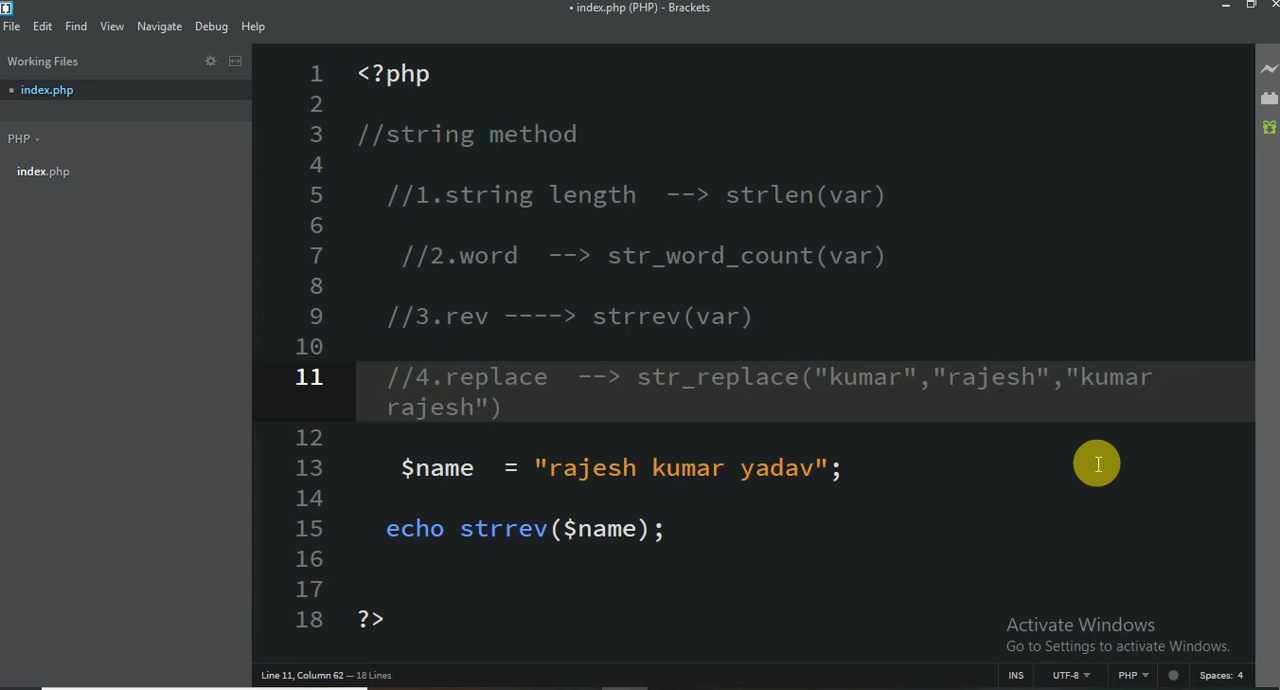 • index.php (PHP) - Brackets
File Edit Find View Navigate Debug Help
Working Files
• index.php
PHP
index.php
1 <?php
2
3 //string method
4
5 //1.string length --> strlen(var)
6
7 //2.word --> str_word_count(var)
8
9 //3.rev ----> strrev(var)
10
11 //4.replace --> str_replace("kumar","rajesh","kumar
rajesh")
12
13 $name = "rajesh kumar yadav";
14
15 echo strrev($name);
16
17
18 ?>
Activate Windows
Go to Settings to activate Windows.
Line 11, Column 62 — 18 Lines INS UTF-8 PHP Spaces: 4